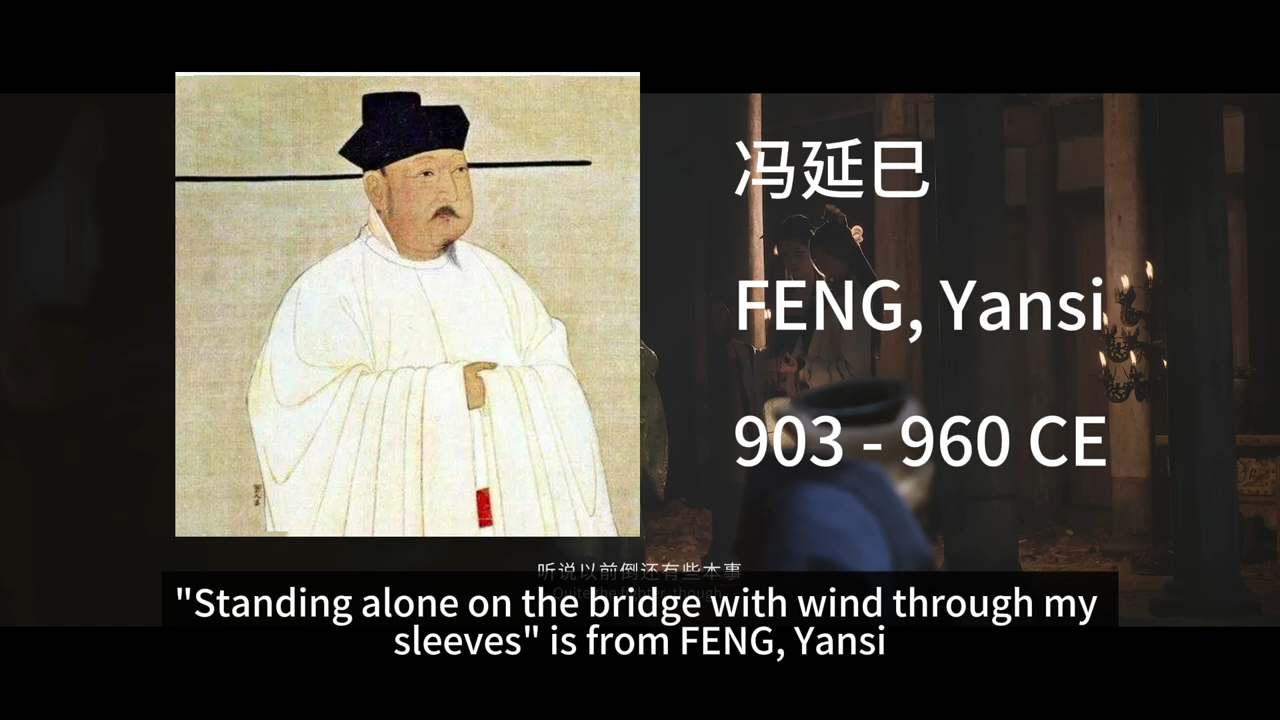 冯延巳
FENG, Yansi
903 - 960 CE
听说以前倒还有些本事
"Standing alone on the bridge with wind through my
sleeves" is from FENG, Yansi